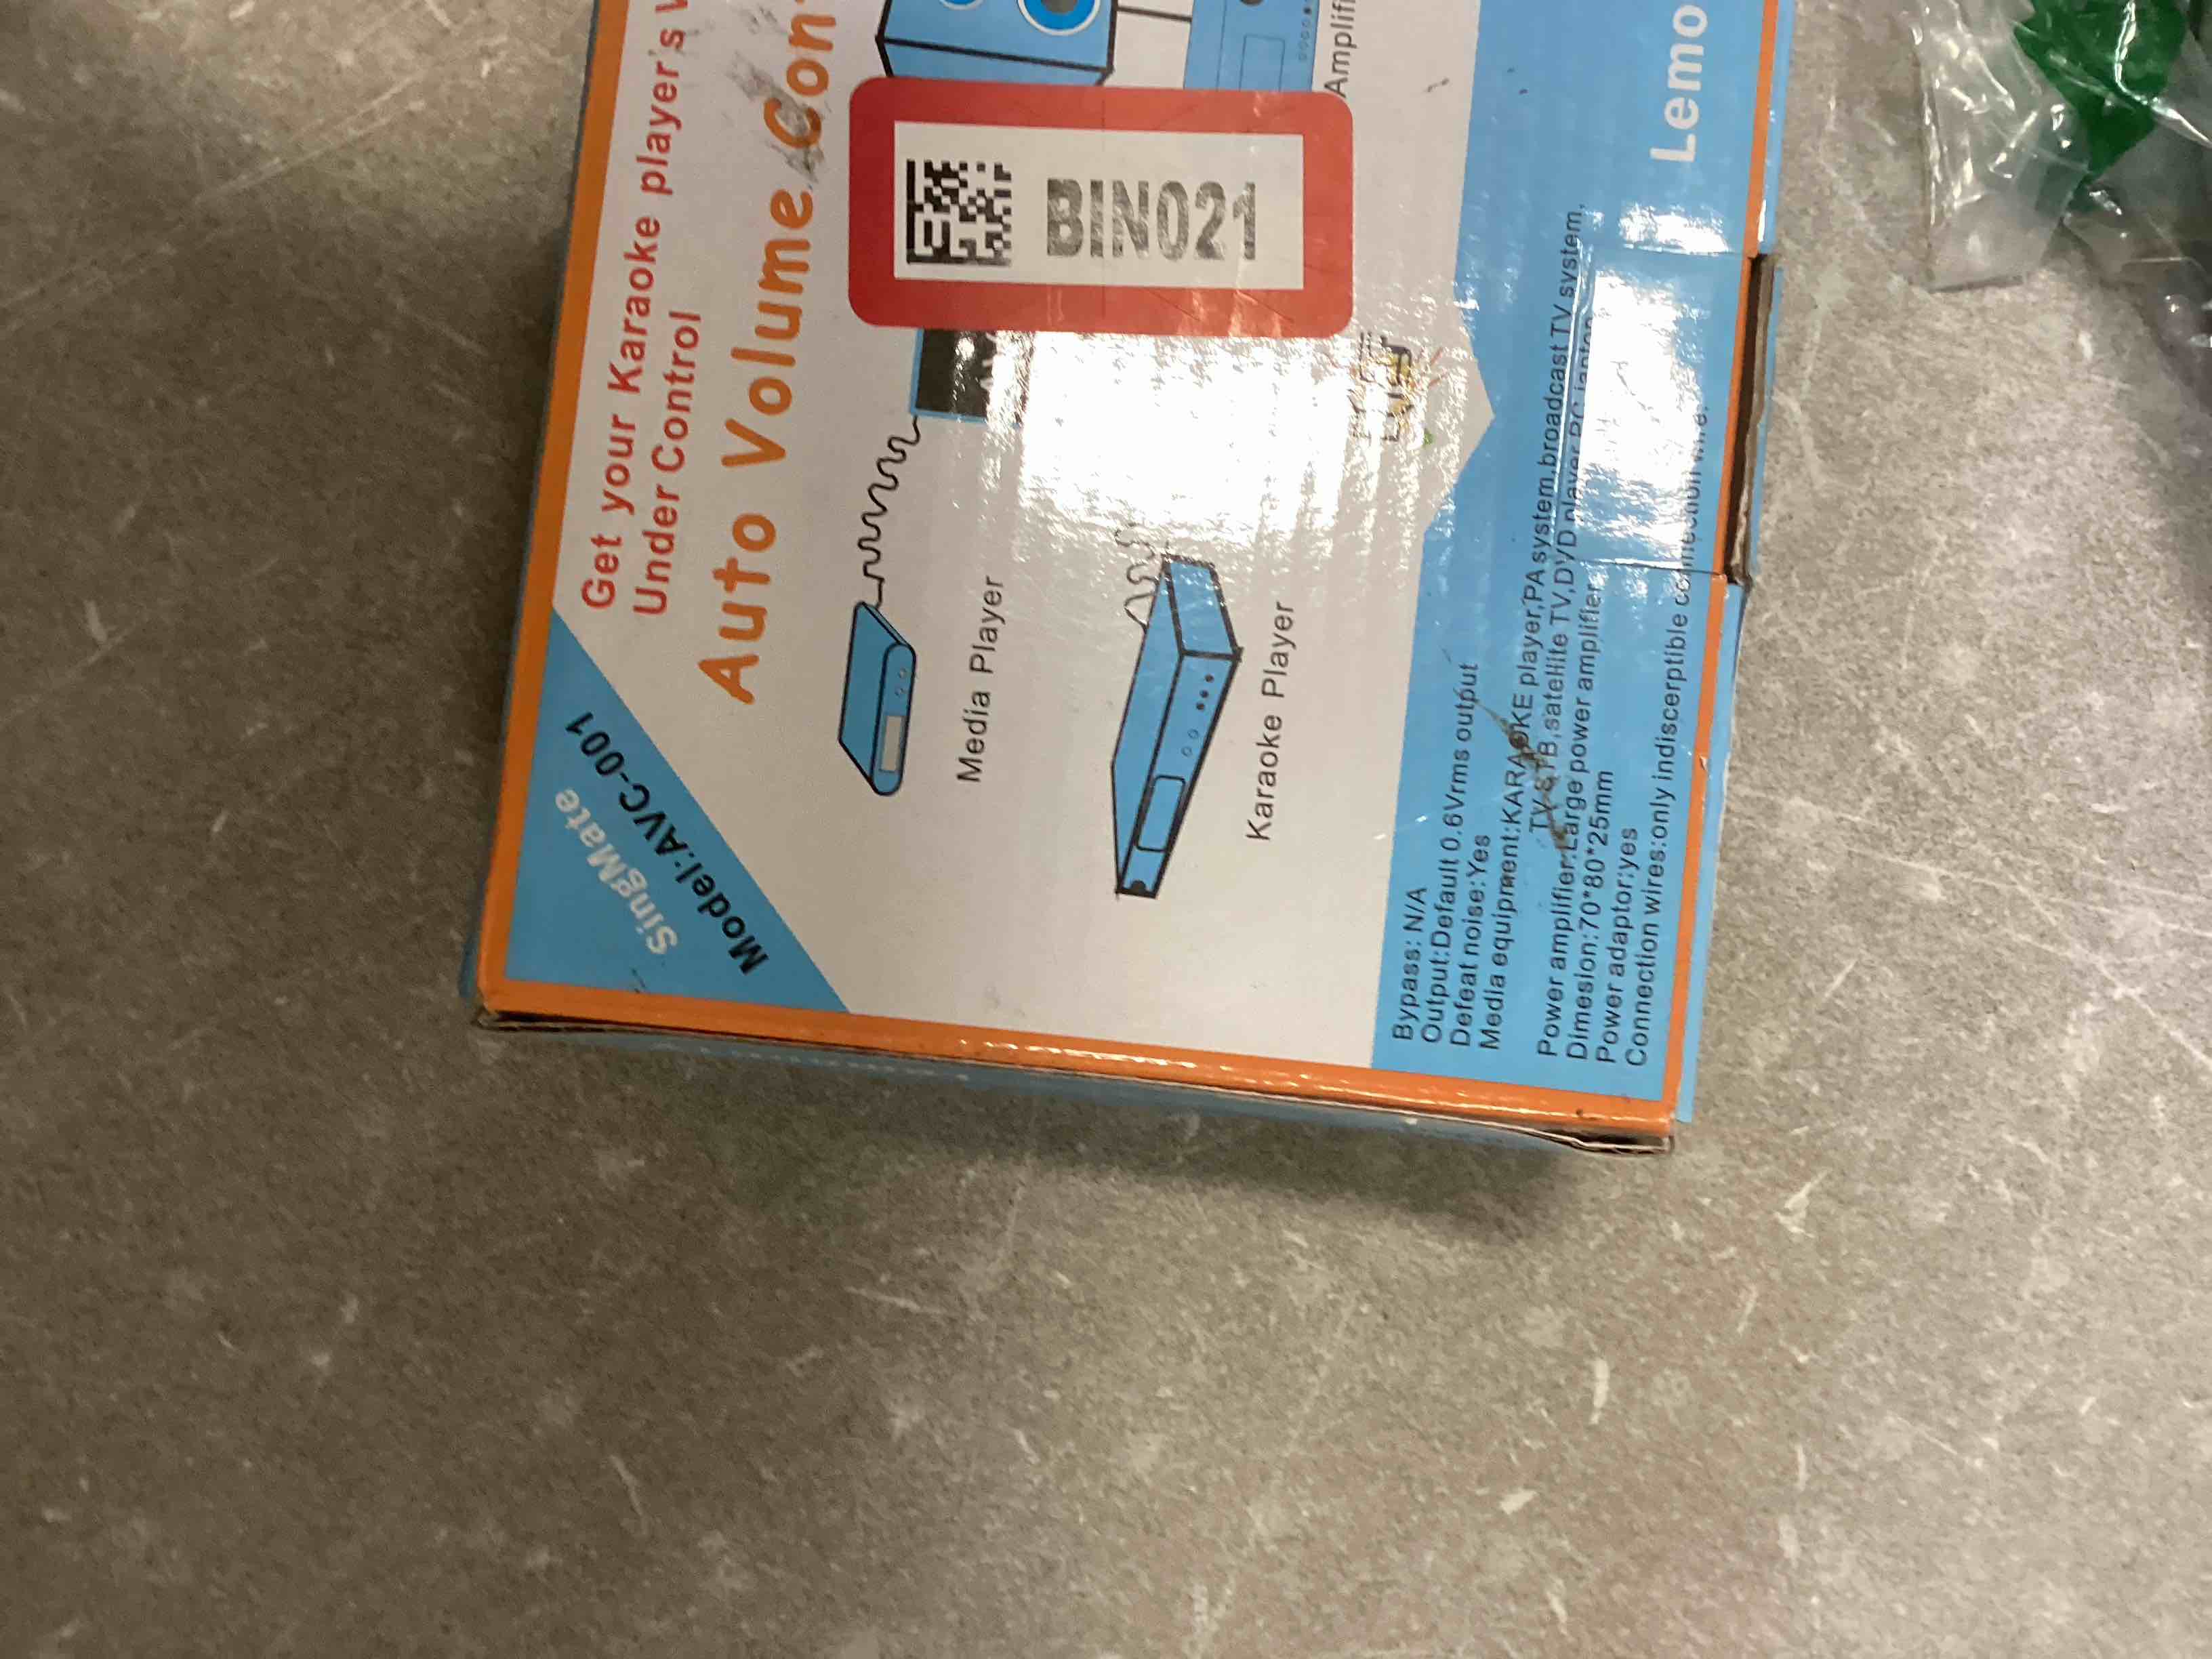 SingMate
Model:AVC-001
Get your Karaoke player's
Under Control
Auto Volume
Media Player
Karaoke Player
BIN021
Bypass: N/A
Output:Default 0.6Vrms output
Defeat noise:Yes
Media equipment:KARAOKE player,PA system,broadcast TV system,
TV STB,satellite TV,DVD player,PC
Power amplifier:Large power amplifier
Dimesion:70*80*25mm
Power adaptor:yes
Connection wires:only indiscerptible connection
Lemo